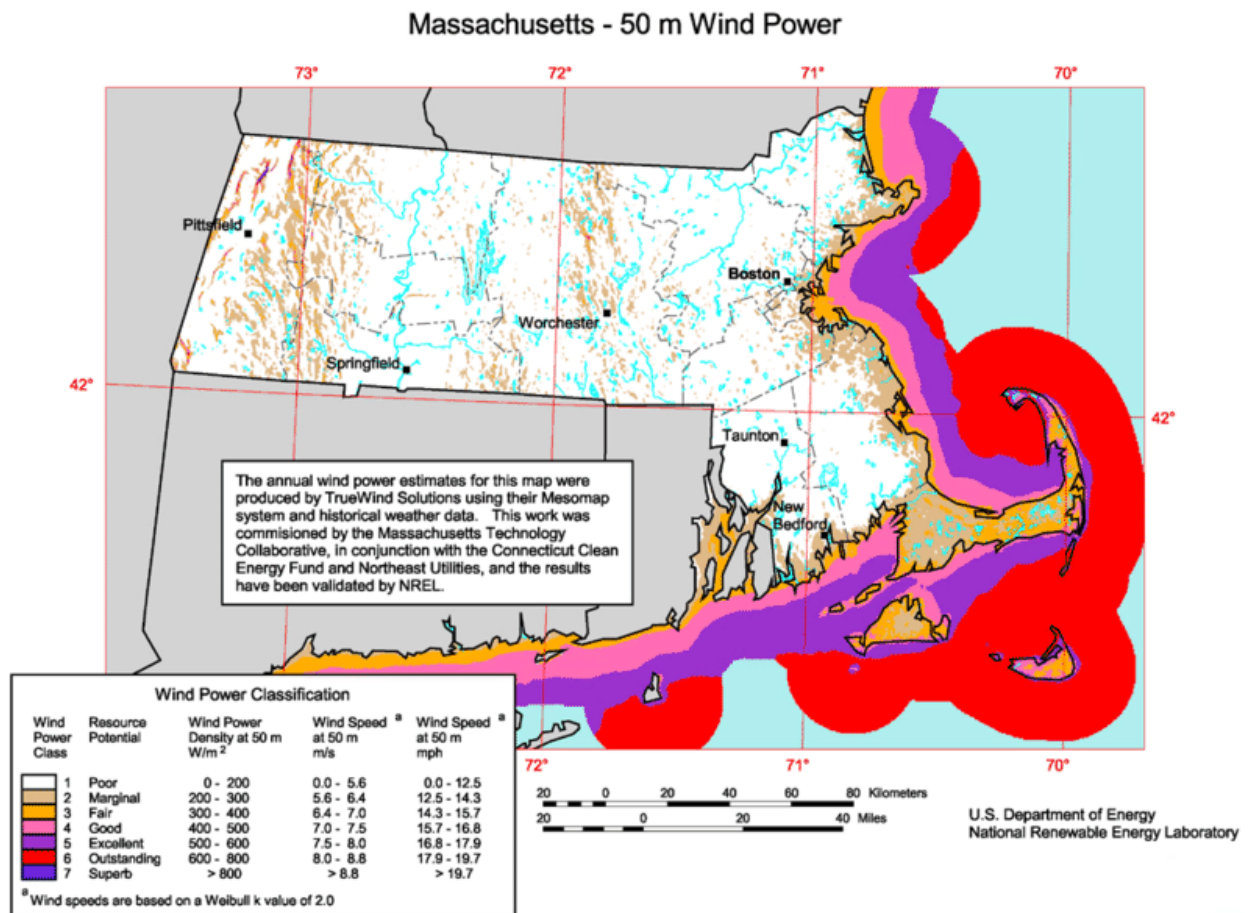 Massachusetts - 50 m Wind Power
73°
72°
71°
70°
Pittsfield
Boston
Worchester
Springfield
42°
42°
Taunton
New
Bedford
The annual wind power estimates for this map were
produced by TrueWind Solutions using their Mesomap
system and historical weather data. This work was
commisioned by the Massachusetts Technology
Collaborative, in conjunction with the Connecticut Clean
Energy Fund and Northeast Utilities, and the results
have been validated by NREL.
72°
71°
70°
Wind Power Classification
Wind Resource Wind Power Wind Speed a Wind Speed a
Power Potential Density at 50 m at 50 m at 50 m
Class W/m 2 m/s mph
1 Poor 0 - 200 0.0 - 5.6 0.0 - 12.5
2 Marginal 200 - 300 5.6 - 6.4 12.5 - 14.3
3 Fair 300 - 400 6.4 - 7.0 14.3 - 15.7
4 Good 400 - 500 7.0 - 7.5 15.7 - 16.8
5 Excellent 500 - 600 7.5 - 8.0 16.8 - 17.9
6 Outstanding 600 - 800 8.0 - 8.8 17.9 - 19.7
7 Superb > 800 > 8.8 > 19.7
a Wind speeds are based on a Weibull k value of 2.0
20 0 20 40 60 80 Kilometers
20 0 20 40 Miles
U.S. Department of Energy
National Renewable Energy Laboratory